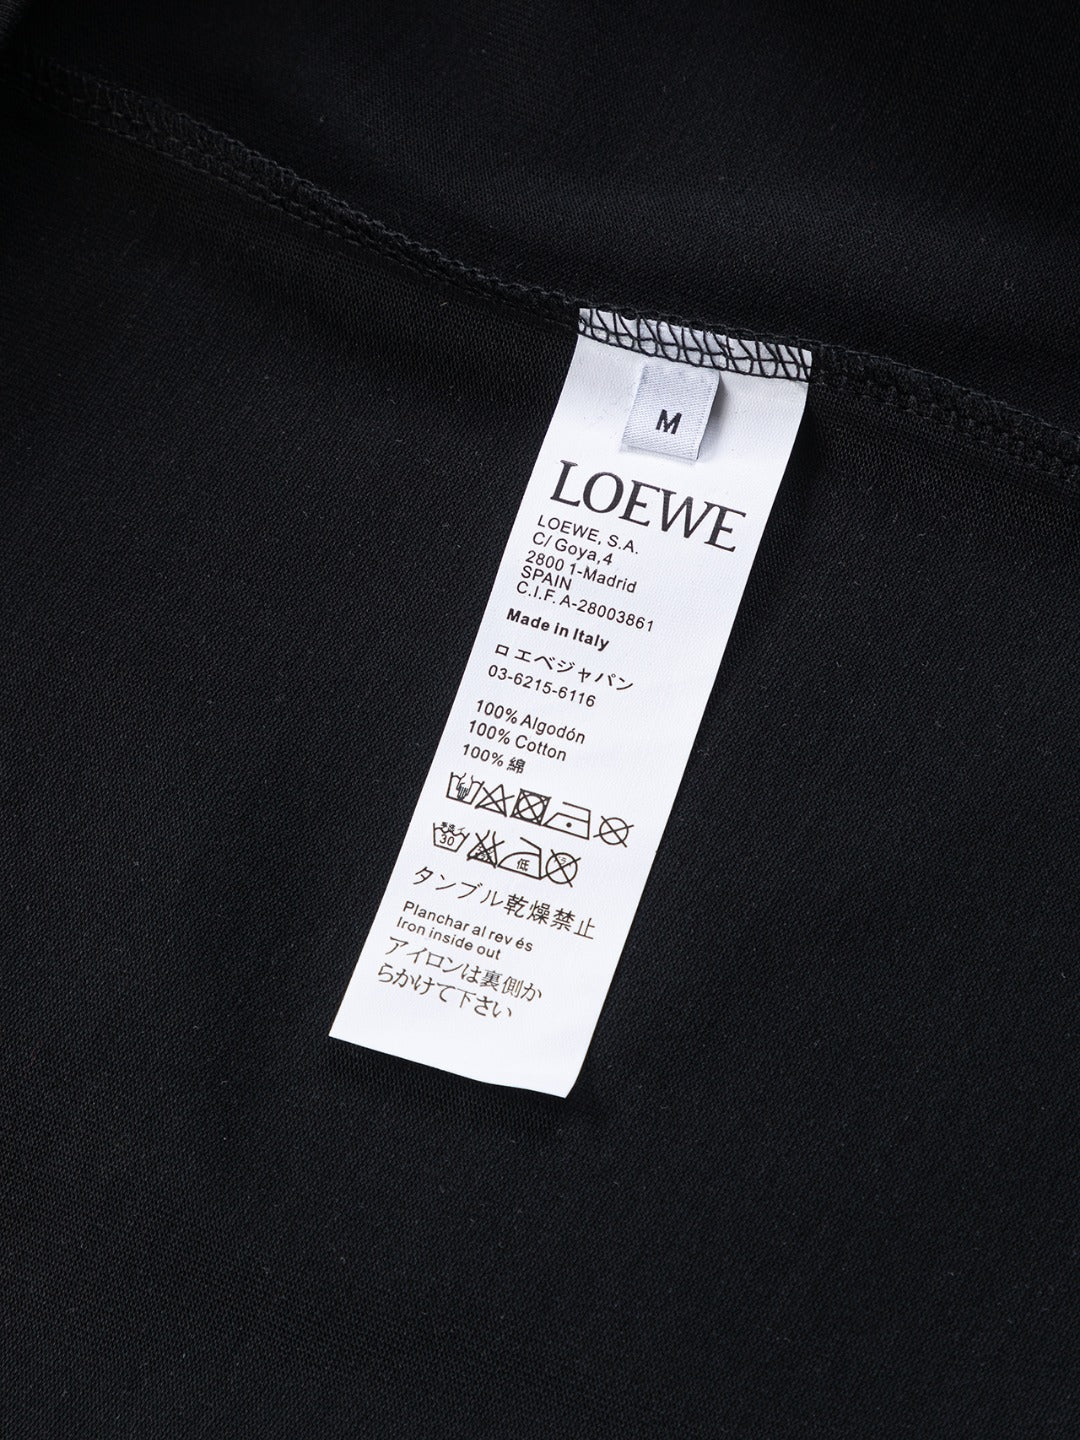 M
LOEWE
LOEWE, S.A.
C/ Goya,4
2800 1-Madrid
SPAIN
C.I.F. A-28003861
Made in Italy
ロエベジャパン
03-6215-6116
100% Algodón
100% Cotton
100% 綿
30
低
タンブル乾燥禁止
Planchar al rev és
Iron inside out
アイロンは裏側か
らかけて下さい